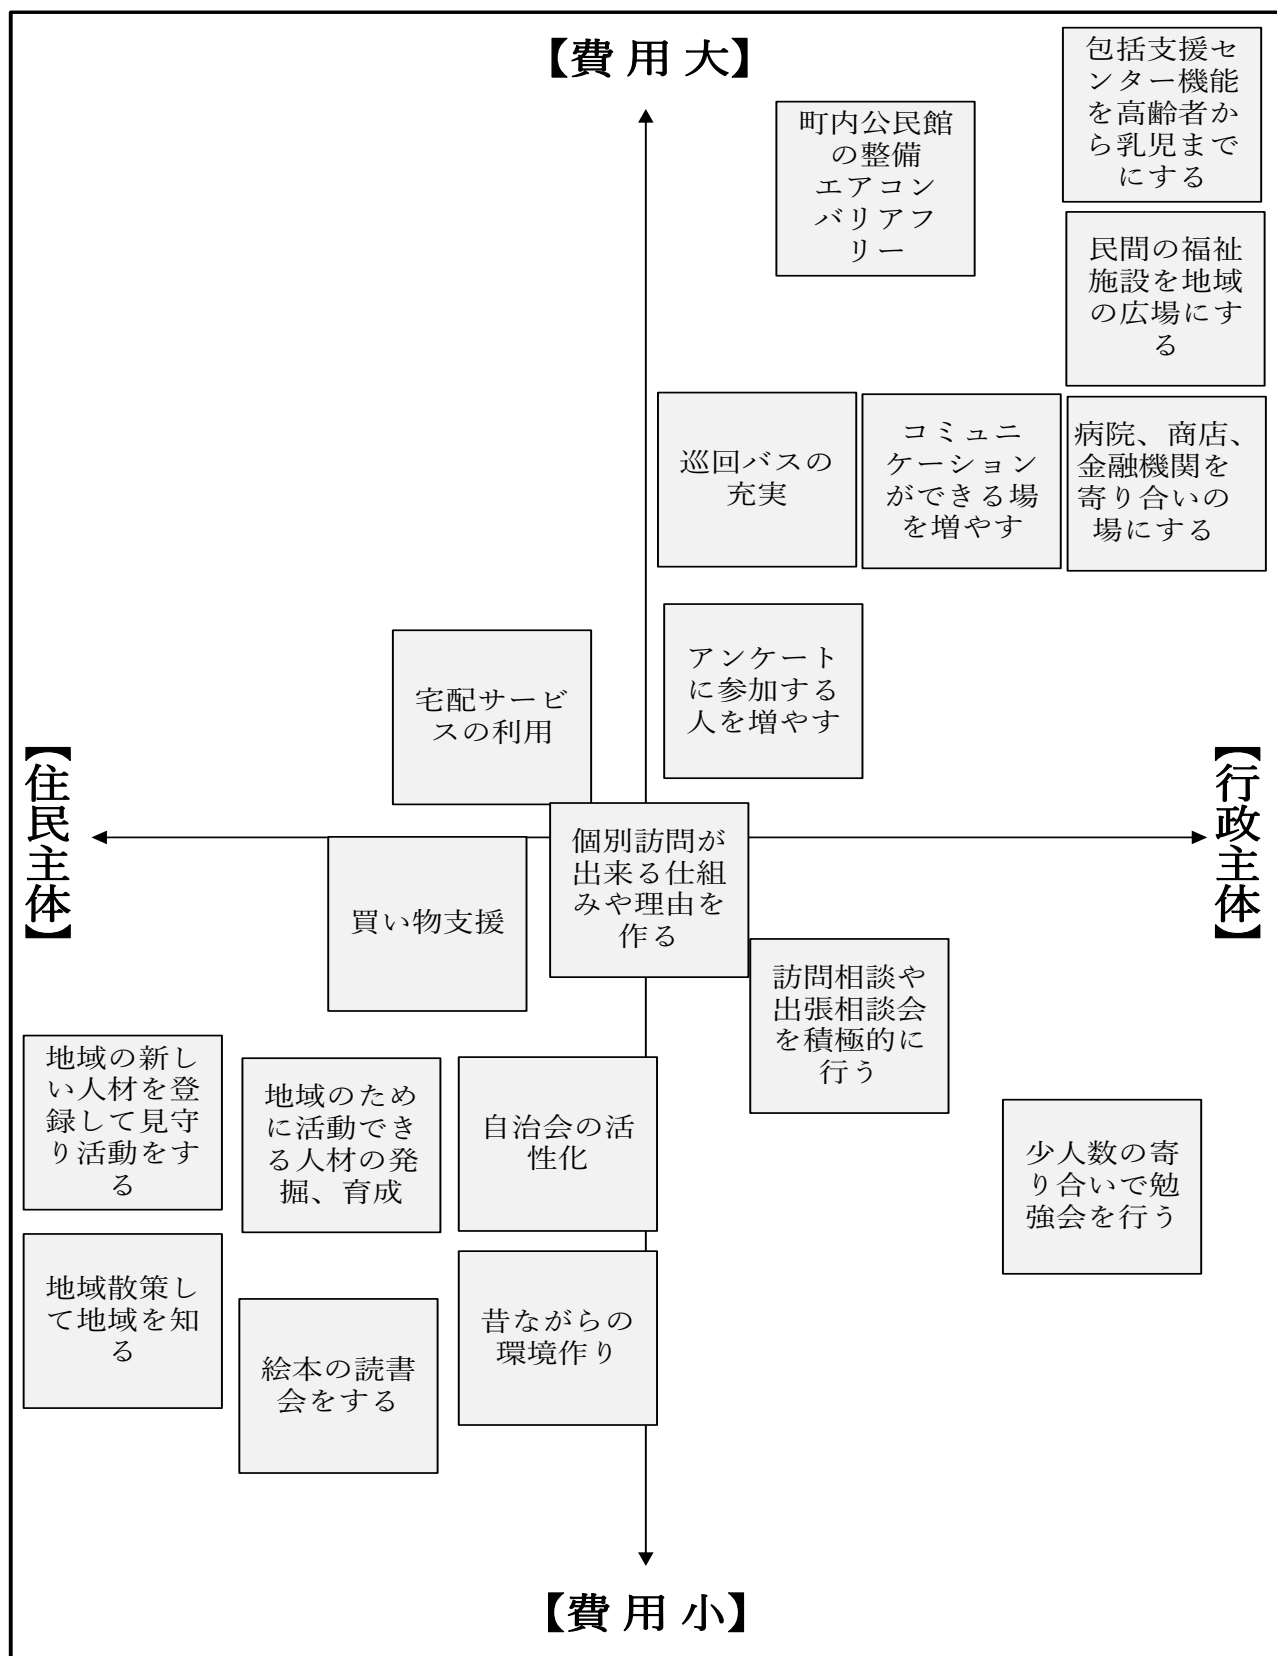 【費用大】
包括支援セ
ンター機能
を高齢者か
ら乳児まで
にする
町内公民館
の整備
エアコン
バリアフ
リー
民間の福祉
施設を地域
の広場にす
る
巡回バスの
充実
コミュニ
ケーション
ができる場
を増やす
病院、商店、
金融機関を
寄り合いの
場にする
アンケート
に参加する
人を増やす
宅配サービ
スの利用
【住民主体】
【行政主体】
個別訪問が
出来る仕組
みや理由を
作る
買い物支援
訪問相談や
出張相談会
を積極的に
行う
地域の新し
い人材を登
録して見守
り活動をす
る
地域のため
に活動でき
る人材の発
掘、育成
自治会の活
性化
少人数の寄
り合いで勉
強会を行う
地域散策し
て地域を知
る
絵本の読書
会をする
昔ながらの
環境作り
【費用小】